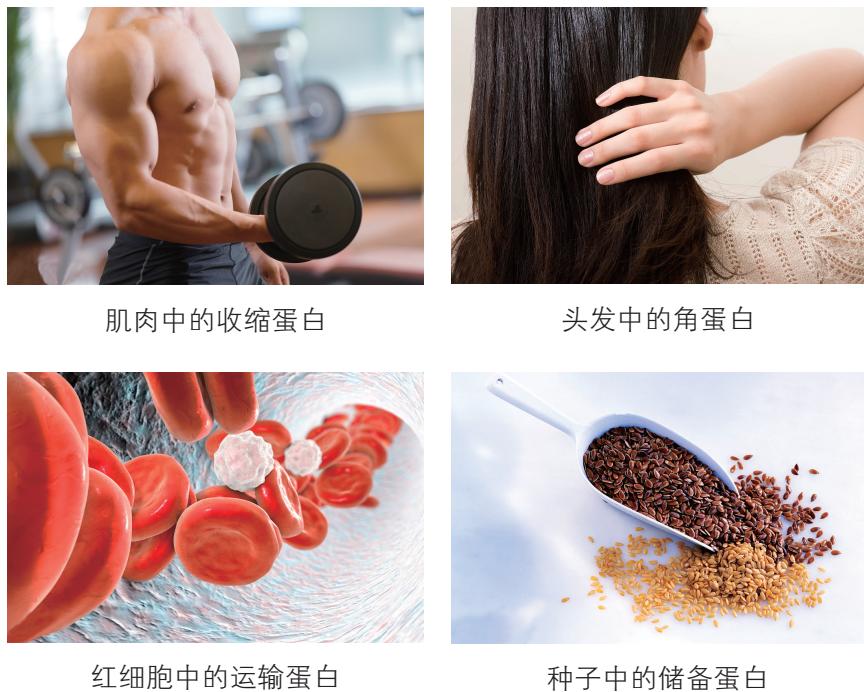 肌肉中的收缩蛋白
头发中的角蛋白
红细胞中的运输蛋白
种子中的储备蛋白